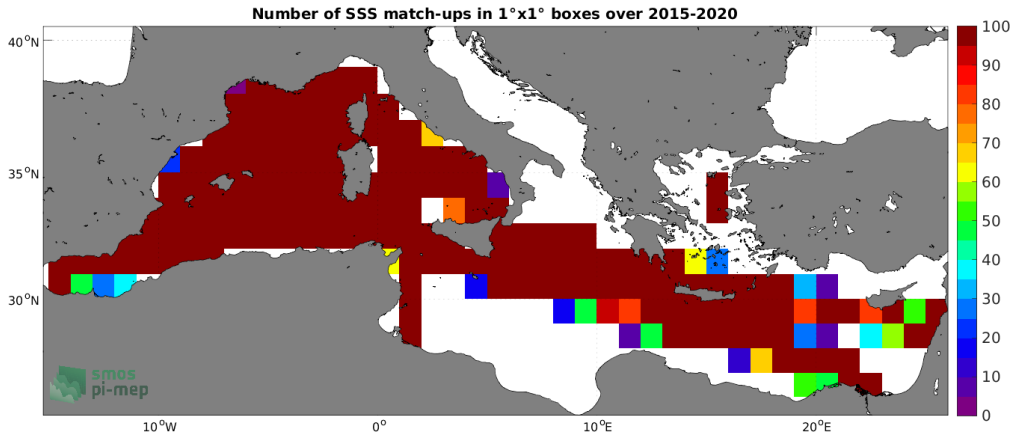 Number of SSS match-ups in 1°x1° boxes over 2015-2020
40°N
35°N
30°N
10°W
0°
10°E
20°E
100
90
80
70
60
50
40
30
20
10
0
smos
pi-mep